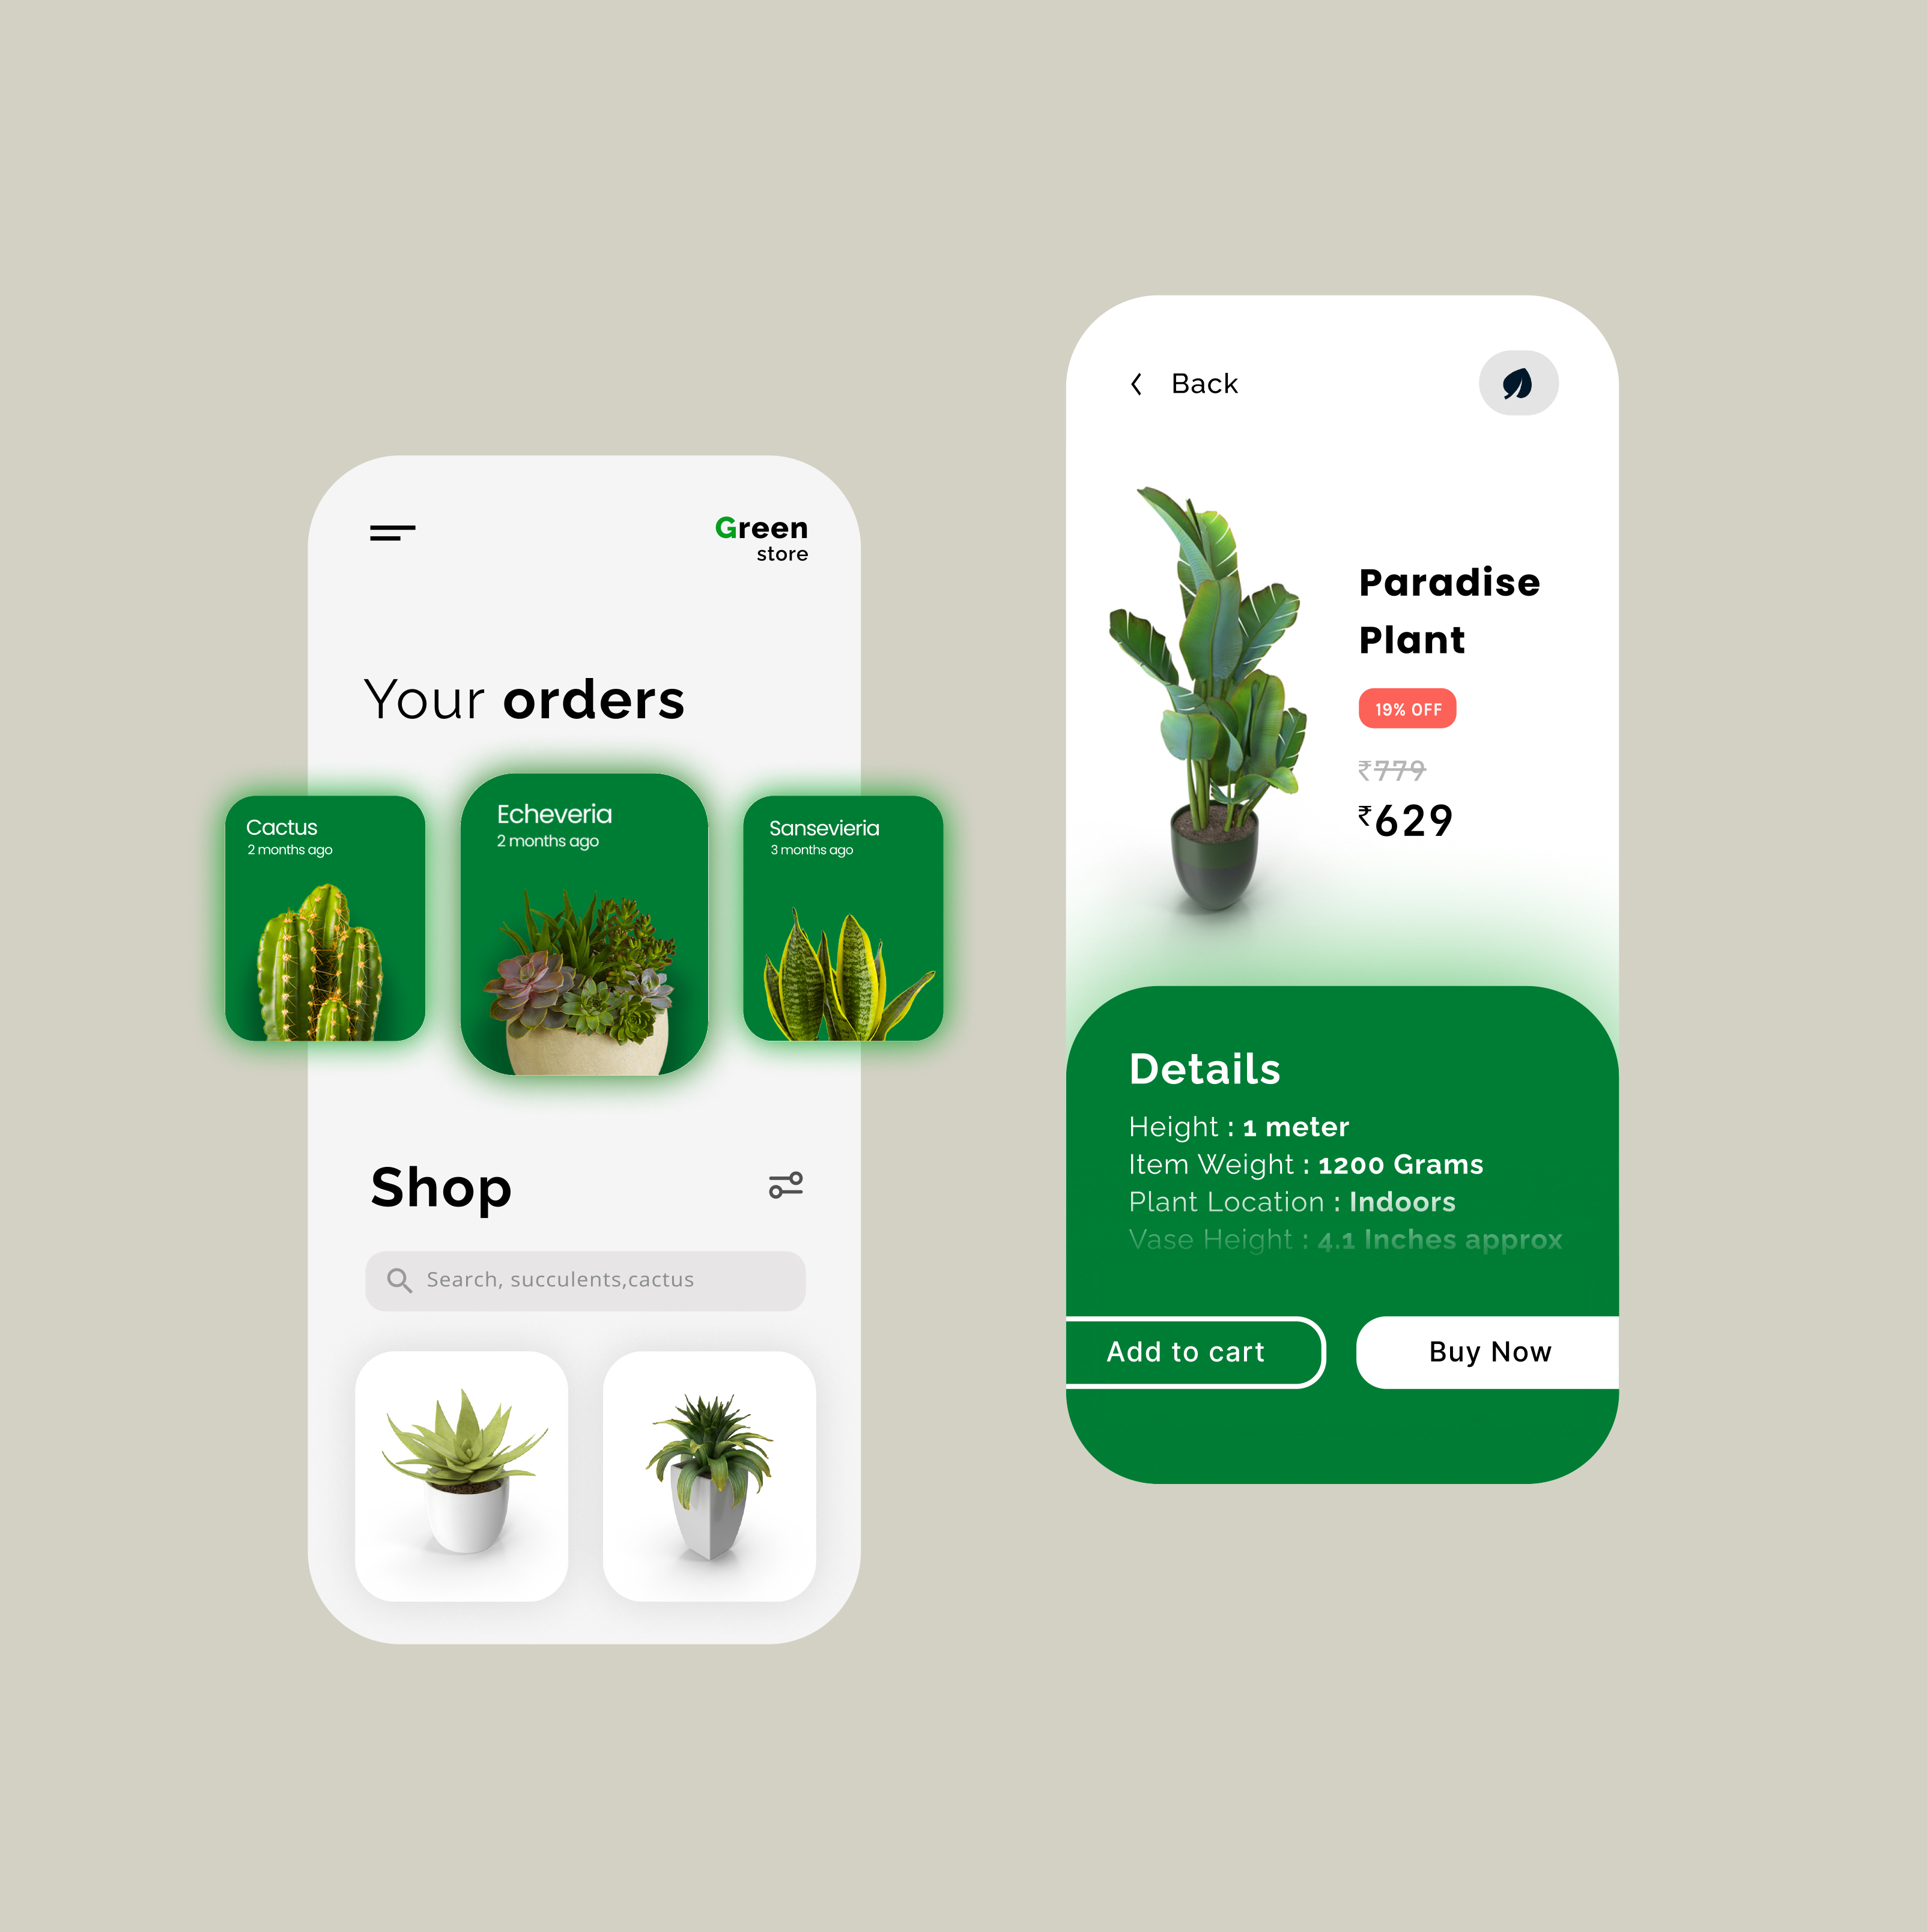 Green
store
Your orders
Cactus
2 months ago
Echeveria
2 months ago
Sansevieria
3 months ago
Shop
Search, succulents,cactus
Back
Paradise
Plant
19% OFF
₹779
₹629
Details
Height : 1 meter
Item Weight : 1200 Grams
Plant Location : Indoors
Vase Height : 4.1 Inches approx
Add to cart
Buy Now